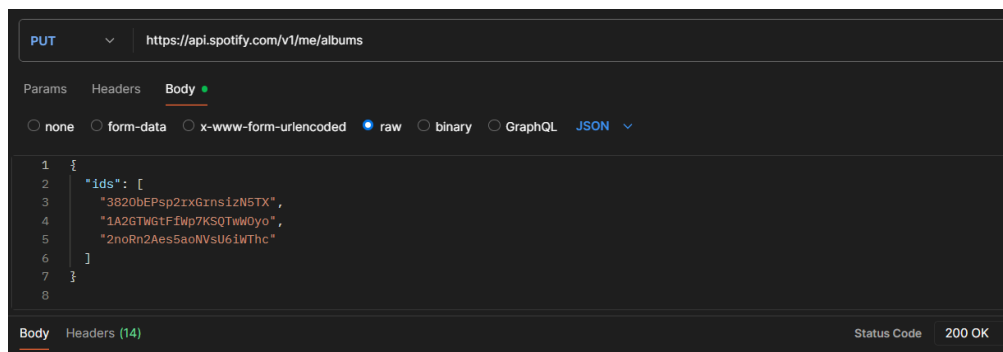 PUT https://api.spotify.com/v1/me/albums
Params Headers Body
none form-data x-www-form-urlencoded raw binary GraphQL JSON
1 {
2 "ids": [
3 "382ObEPsp2rxGrnsizN5TX",
4 "1A2GTWGtFfWp7KSQTwWOyo",
5 "2noRn2Aes5aoNVsU6iWThc"
6 ]
7 }
8
Body Headers (14) Status Code 200 OK